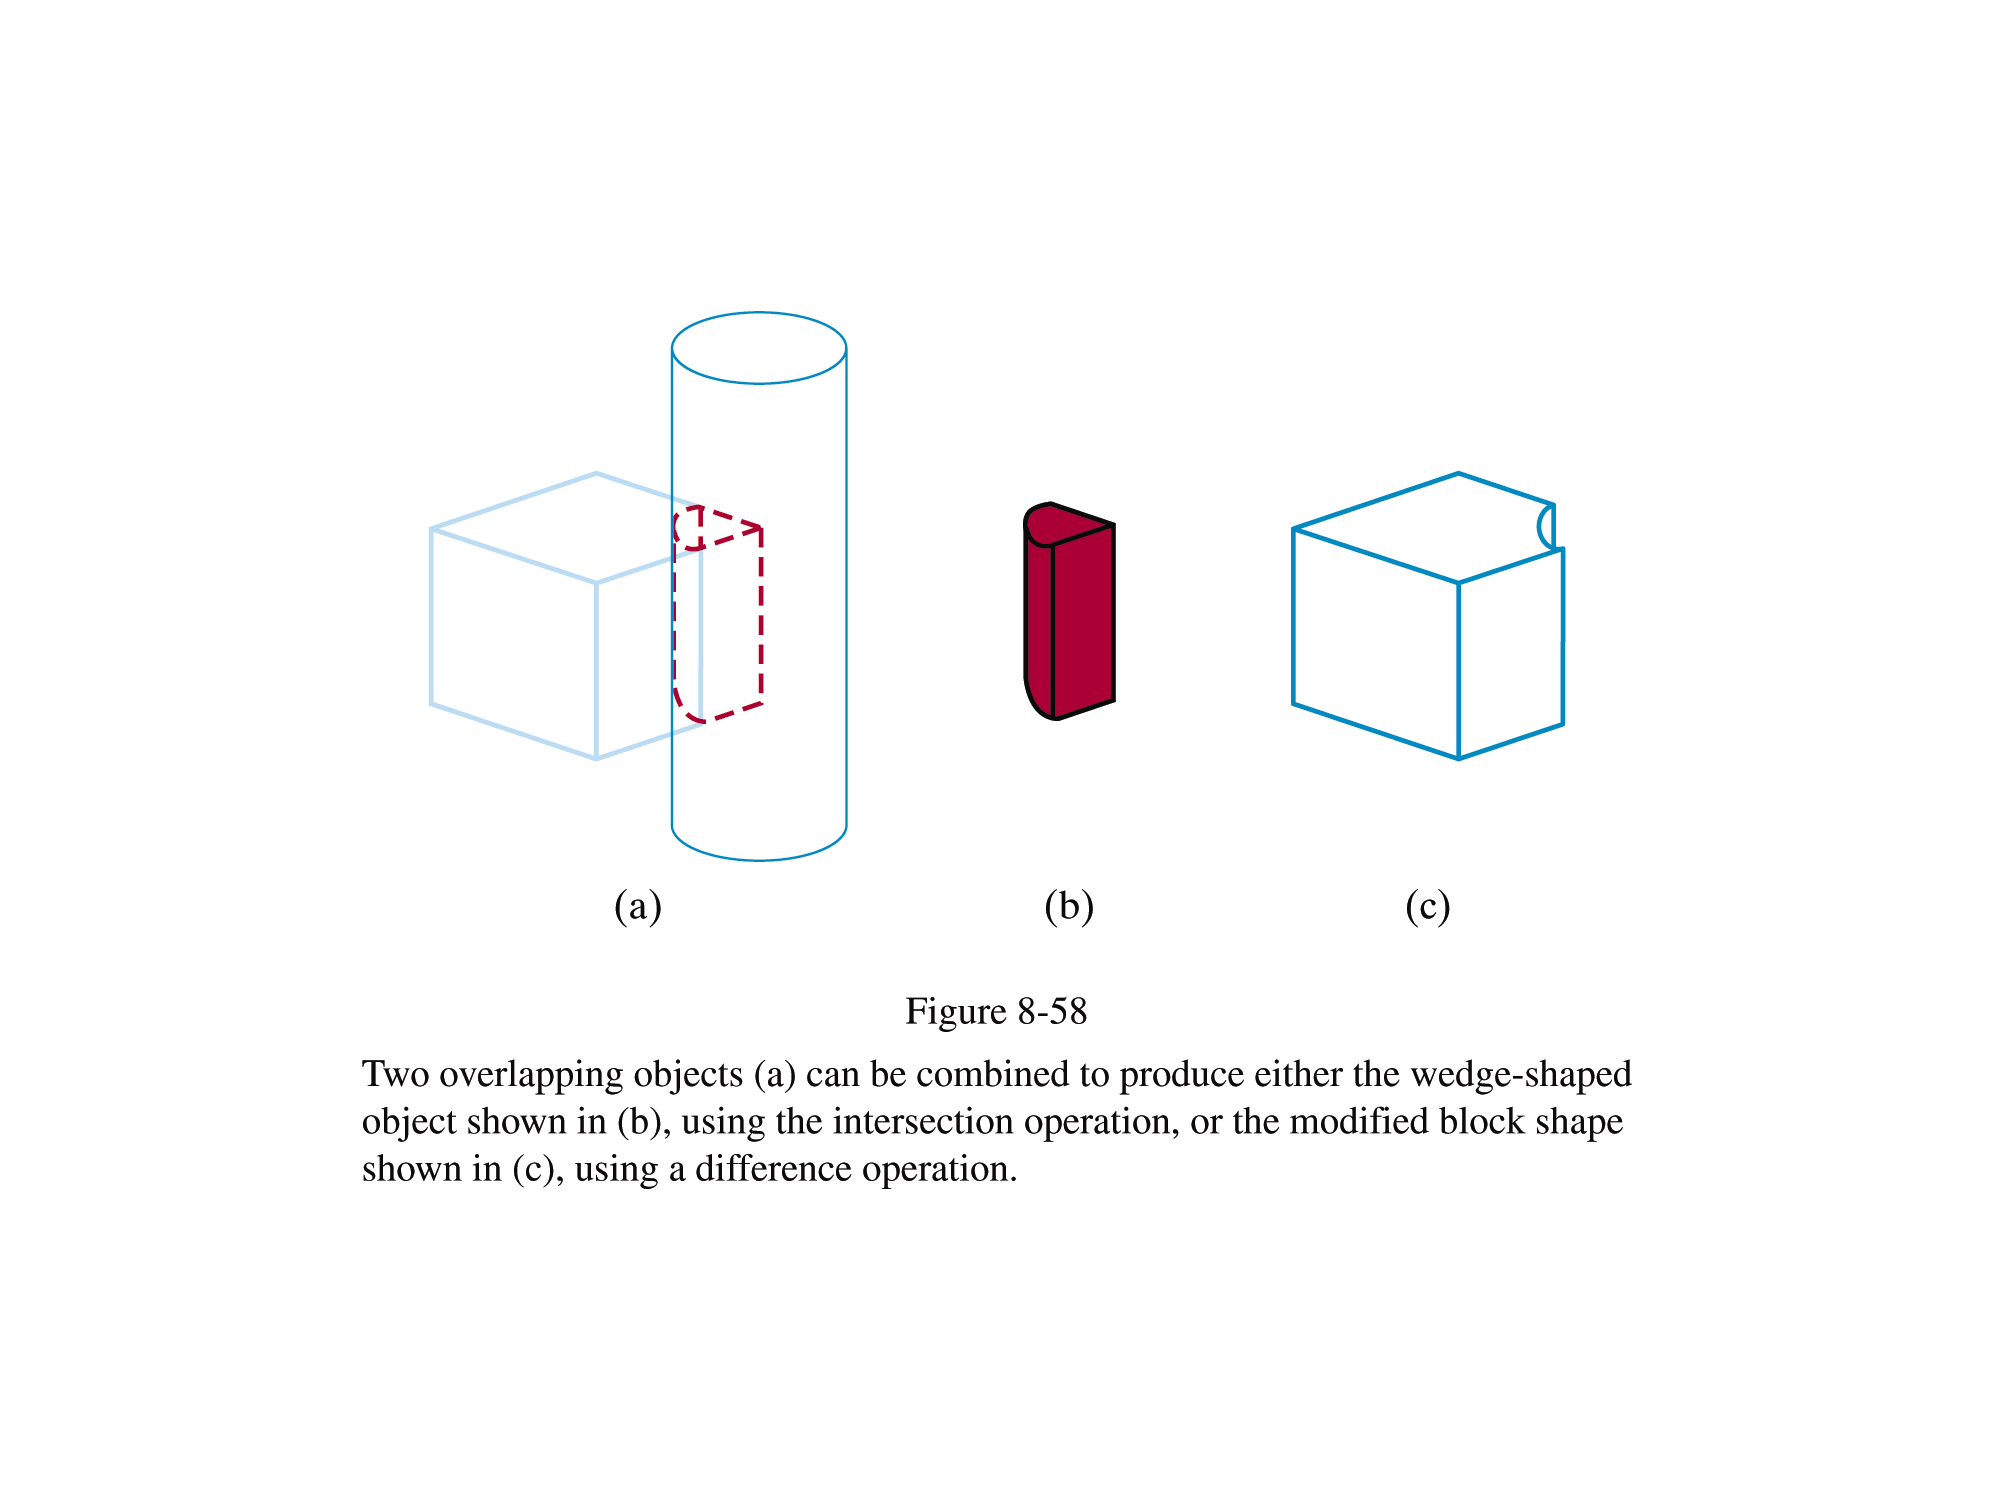 (a) (b) (c)
Figure 8-58
Two overlapping objects (a) can be combined to produce either the wedge-shaped
object shown in (b), using the intersection operation, or the modified block shape
shown in (c), using a difference operation.